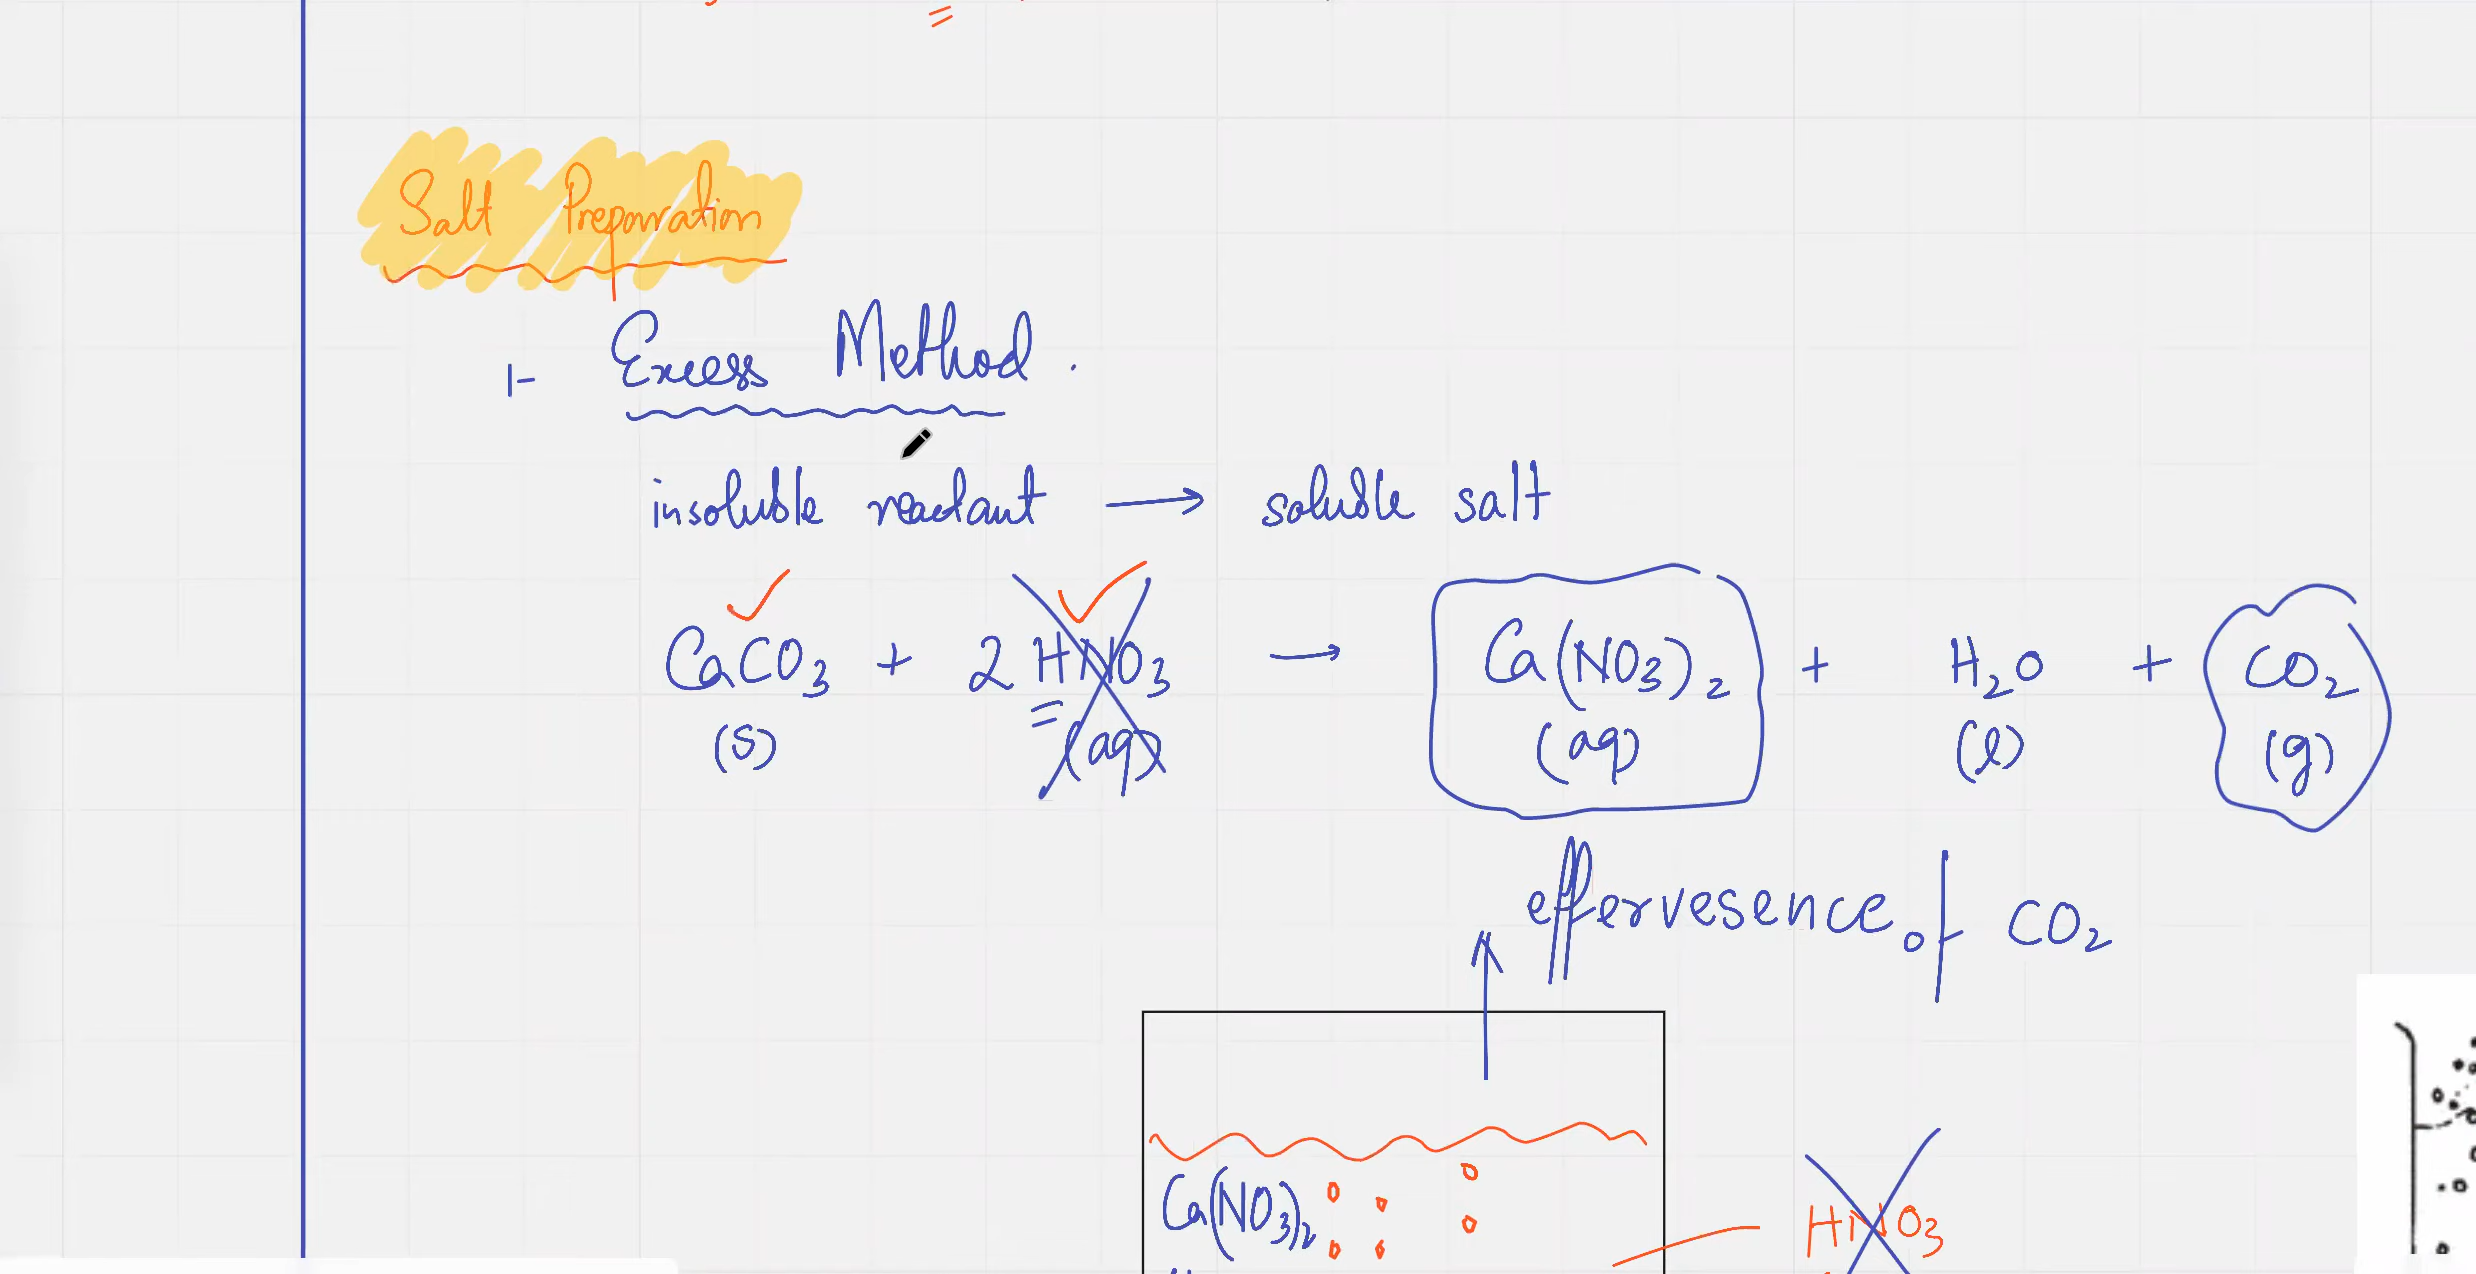 Salt Preparation
1- Excess Method.
insoluble reactant → soluble salt
CaCO₃ + 2 HNO₃ → Ca(NO₃)₂ + H₂O + CO₂
(s) (aq) (aq) (l) (g)
effervesence of CO₂
Ca(NO₃)₂
HNO₃